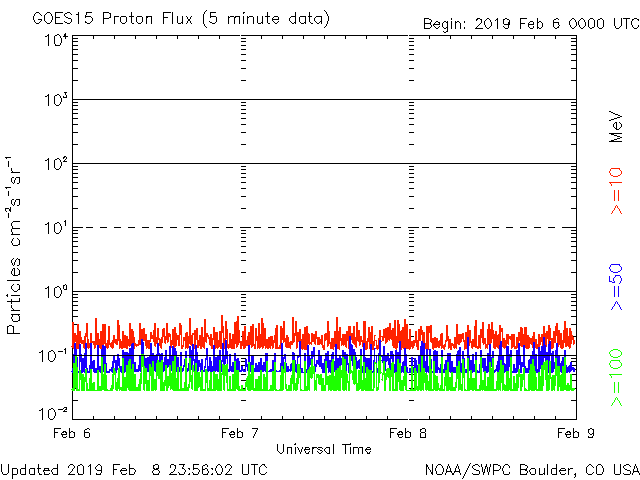 GOES15 Proton Flux (5 minute data)
Begin: 2019 Feb 6 0000 UTC
10⁴
10³
10²
10¹
10⁰
10⁻¹
10⁻²
Particles cm⁻²s⁻¹sr⁻¹
MeV
>=10
>=50
>=100
Feb 6
Feb 7
Feb 8
Feb 9
Universal Time
Updated 2019 Feb 8 23:56:02 UTC
NOAA/SWPC Boulder, CO USA